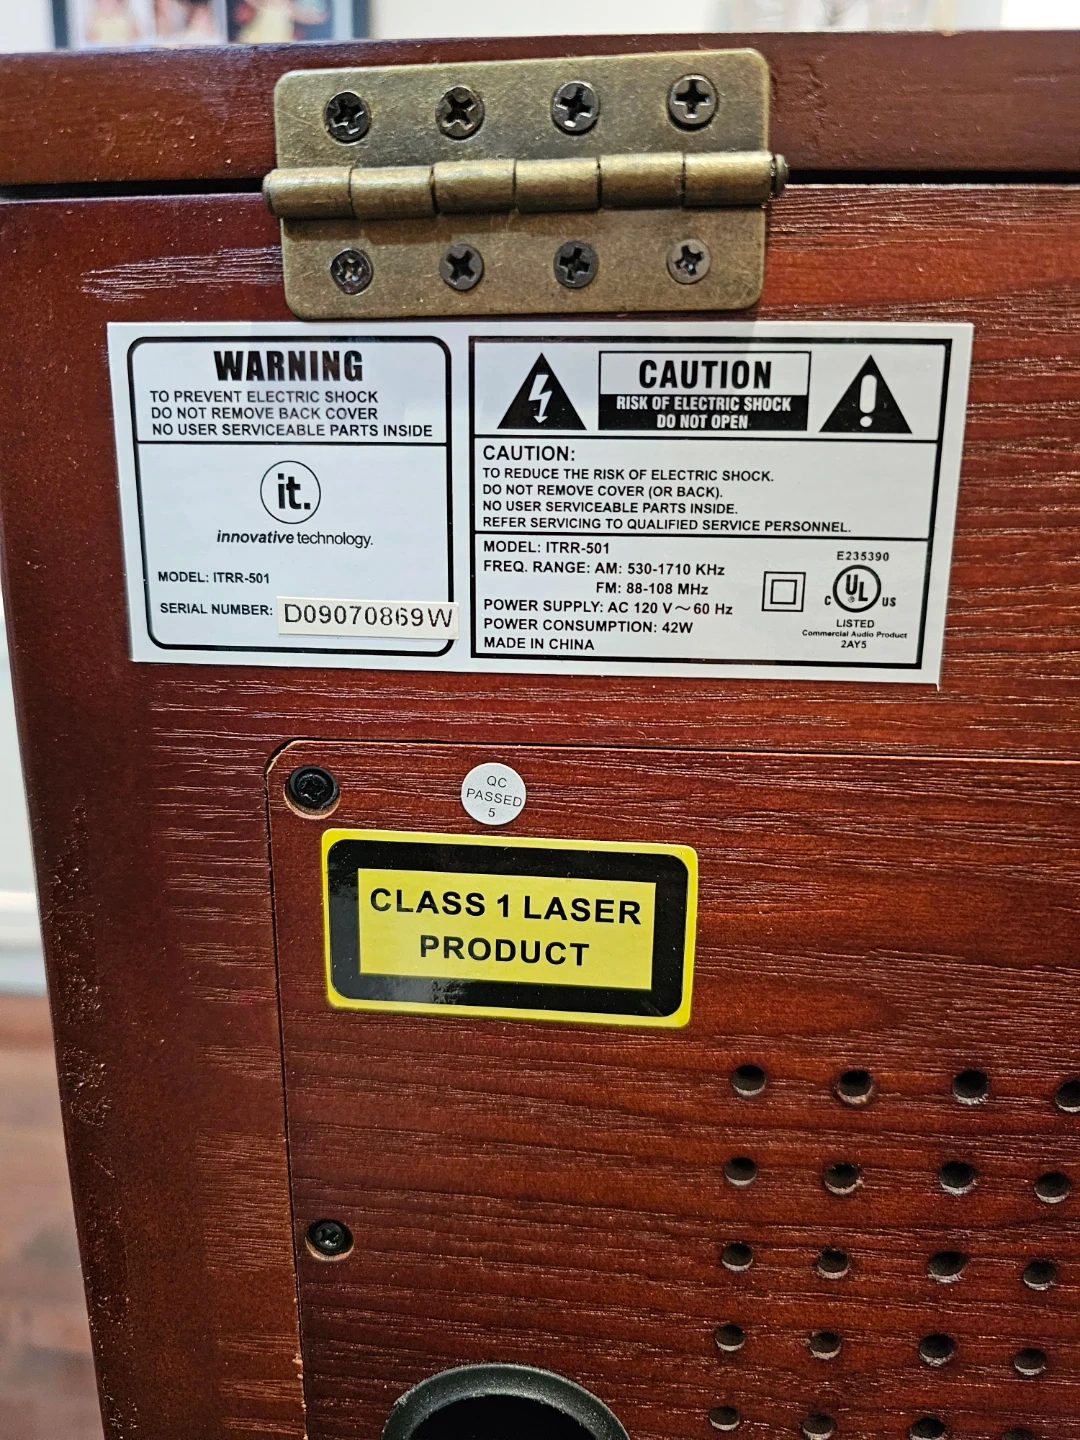 WARNING
TO PREVENT ELECTRIC SHOCK
DO NOT REMOVE BACK COVER
NO USER SERVICEABLE PARTS INSIDE
it.
innovative technology.
MODEL: ITRR-501
SERIAL NUMBER: D09070869W
CAUTION
RISK OF ELECTRIC SHOCK
DO NOT OPEN
CAUTION:
TO REDUCE THE RISK OF ELECTRIC SHOCK.
DO NOT REMOVE COVER (OR BACK).
NO USER SERVICEABLE PARTS INSIDE.
REFER SERVICING TO QUALIFIED SERVICE PERSONNEL.
MODEL: ITRR-501
FREQ. RANGE: AM: 530-1710 KHz
FM: 88-108 MHz
POWER SUPPLY: AC 120 V ~ 60 Hz
POWER CONSUMPTION: 42W
MADE IN CHINA
E235390
C UL US
LISTED
Commercial Audio Product
2AY5
QC
PASSED
5
CLASS 1 LASER
PRODUCT